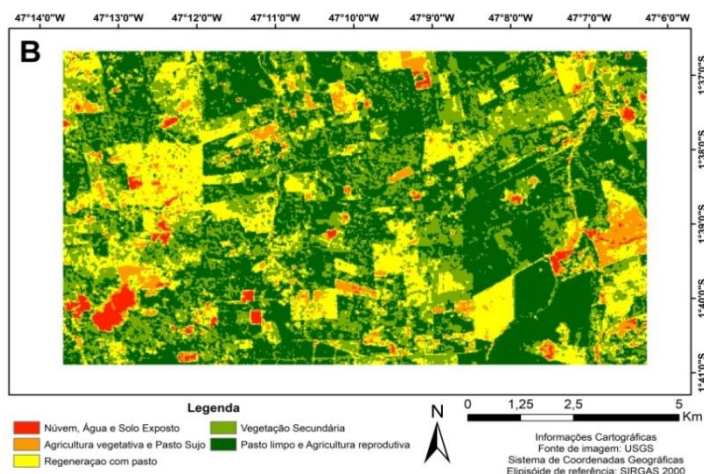 47°14'0"W 47°13'0"W 47°12'0"W 47°11'0"W 47°10'0"W 47°9'0"W 47°8'0"W 47°7'0"W 47°6'0"W
B
1°37'0"S
1°38'0"S
1°39'0"S
1°40'0"S
1°41'0"S
Legenda
Núvem, Água e Solo Exposto
Agricultura vegetativa e Pasto Sujo
Regeneraçao com pasto
Vegetação Secundária
Pasto limpo e Agricultura reprodutiva
N
0 1,25 2,5 5
Km
Informações Cartográficas
Fonte de imagem: USGS
Sistema de Coordenadas Geográficas
Elipisóide de referência: SIRGAS 2000